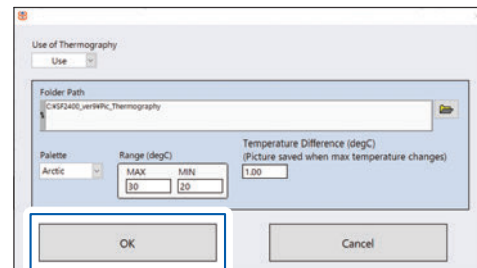 Use of Thermography
Use
Folder Path
C:¥SF2400_ver9¥Pic_Thermography
Temperature Difference (degC)
Palette Range (degC) (Picture saved when max temperature changes)
Arctic MAX MIN 1.00
30 20
OK Cancel